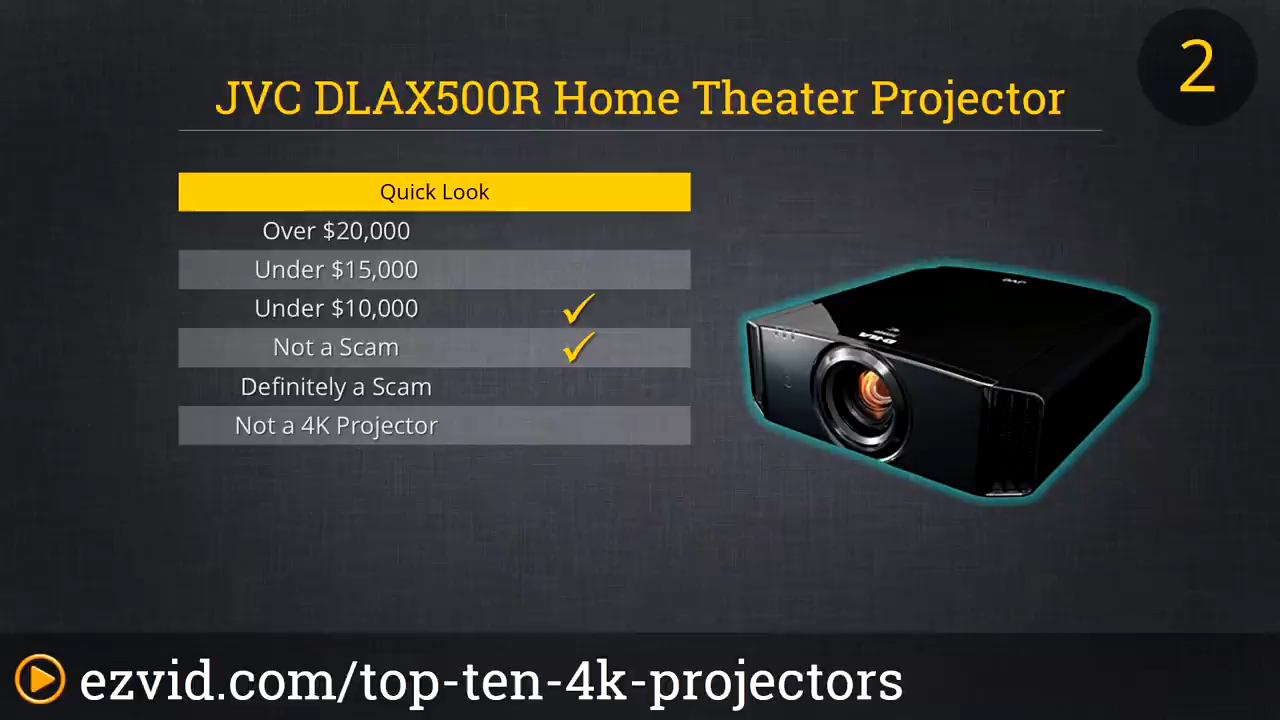 2
JVC DLAX500R Home Theater Projector
Quick Look
Over $20,000
Under $15,000
Under $10,000
Not a Scam
Definitely a Scam
Not a 4K Projector
JVC
ezvid.com/top-ten-4k-projectors